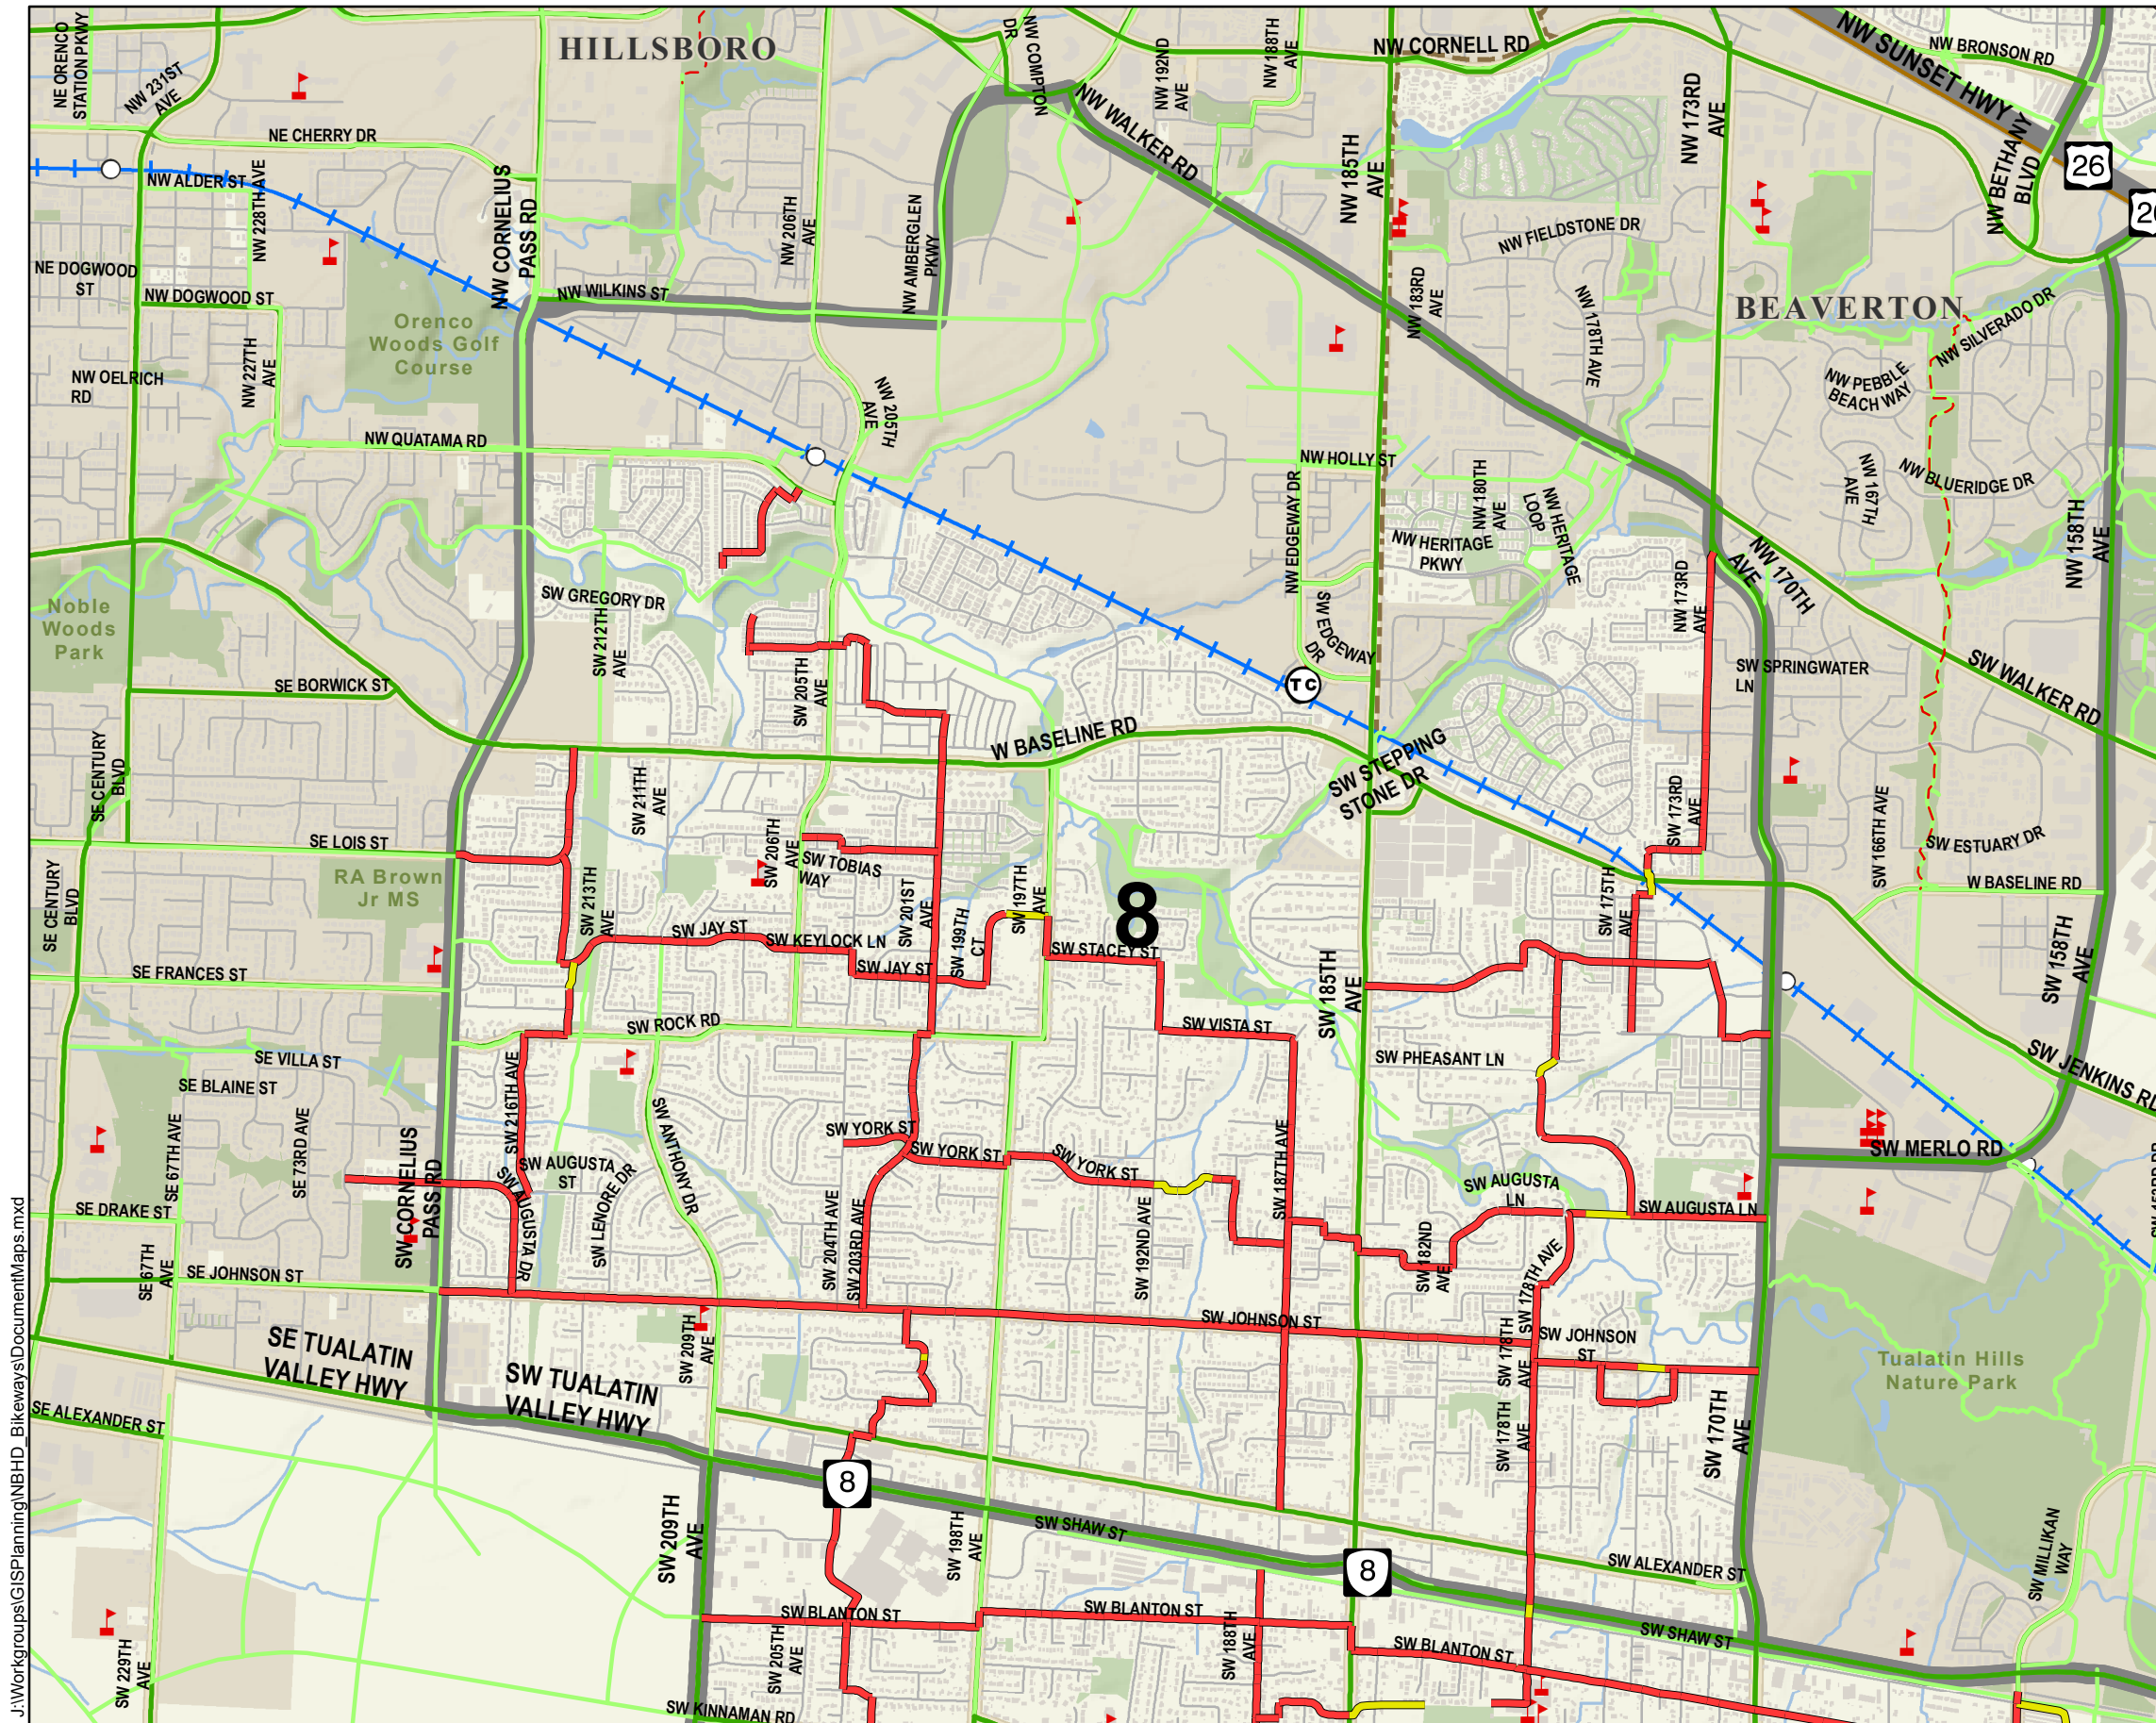 HILLSBORO
NE ORENCO
STATION PKWY
NW 231ST
AVE
NE CHERRY DR
NW ALDER ST
NW 228TH AVE
NW CORNELIUS
PASS RD
NE DOGWOOD
ST
NW DOGWOOD ST
NW WILKINS ST
NW 206TH
AVE
NW AMBERGLEN
PKWY
NW COMPTON
DR
NW WALKER RD
NW 192ND
AVE
NW 188TH
AVE
NW CORNELL RD
NW 185TH
AVE
NW 173RD
AVE
NW SUNSET HWY
NW BRONSON RD
NW BETHANY
BLVD
26
26
NW FIELDSTONE DR
NW 183RD
AVE
NW 178TH AVE
BEAVERTON
NW SILVERADO DR
NW PEBBLE
BEACH WAY
Orenco
Woods Golf
Course
NW OELRICH
RD
NW 227TH
AVE
NW QUATAMA RD
NW 205TH
AVE
NW HOLLY ST
NW EDGEWAY DR
NW 180TH
AVE
NW HERITAGE
LOOP
NW HERITAGE
PKWY
NW 167TH
AVE
NW BLUERIDGE DR
NW 158TH
AVE
NW 170TH
AVE
NW 173RD
AVE
SW GREGORY DR
SW 212TH
AVE
Noble
Woods
Park
SE BORWICK ST
SW 205TH
AVE
SW EDGEWAY
DR
TC
SW SPRINGWATER
LN
SW WALKER RD
SE CENTURY
BLVD
W BASELINE RD
SW STEPPING
STONE DR
SW 211TH
AVE
SW 173RD
AVE
SE LOIS ST
SW 206TH
AVE
SW TOBIAS
WAY
SW 166TH AVE
SW ESTUARY DR
W BASELINE RD
SE CENTURY
BLVD
RA Brown
Jr MS
SW 213TH
AVE
SW 201ST
AVE
SW 199TH
CT
SW 197TH
AVE
8
SW 175TH
AVE
SW JAY ST
SW KEYLOCK LN
SW JAY ST
SW STACEY ST
SW 158TH
AVE
SE FRANCES ST
SW 185TH
AVE
SW ROCK RD
SW VISTA ST
SW PHEASANT LN
SW JENKINS RD
SE VILLA ST
SE BLAINE ST
SW 216TH AVE
SW ANTHONY DR
SE 67TH AVE
SE 73RD AVE
SW CORNELIUS
PASS RD
SW YORK ST
SW YORK ST
SW YORK ST
SW 187TH AVE
SW MERLO RD
SW AUGUSTA
ST
SW AUGUSTA DR
SW LENORE DR
SW AUGUSTA
LN
SW AUGUSTA LN
SE DRAKE ST
SW 204TH AVE
SW 203RD AVE
SW 192ND AVE
SW 182ND
AVE
SW 178TH AVE
SE 67TH
AVE
SE JOHNSON ST
SW JOHNSON ST
SW JOHNSON
ST
SE TUALATIN
VALLEY HWY
SW TUALATIN
VALLEY HWY
SW 209TH
AVE
SW 178TH
AVE
Tualatin Hills
Nature Park
SE ALEXANDER ST
SW 178TH
AVE
SW 170TH
AVE
8
SW 209TH
AVE
SW 198TH
AVE
SW SHAW ST
8
SW ALEXANDER ST
SW MILLIKAN
WAY
SW BLANTON ST
SW BLANTON ST
SW BLANTON ST
SW SHAW ST
SW 229TH
AVE
SW 205TH
AVE
SW 188TH
AVE
SW KINNAMAN RD
J:\Workgroups\GISPlanning\NBHD_Bikeways\DocumentMaps.mxd